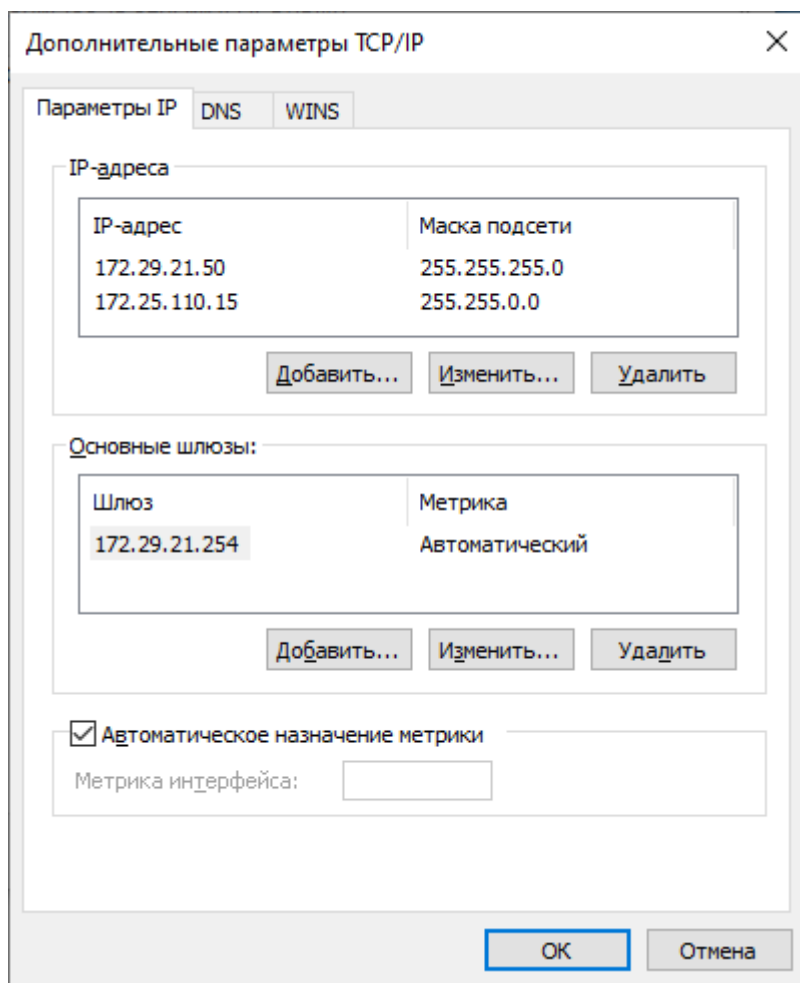 Дополнительные параметры TCP/IP
Параметры IP DNS WINS
IP-адреса
IP-адрес Маска подсети
172.29.21.50 255.255.255.0
172.25.110.15 255.255.0.0
Добавить... Изменить... Удалить
Основные шлюзы:
Шлюз Метрика
172.29.21.254 Автоматический
Добавить... Изменить... Удалить
Автоматическое назначение метрики
Метрика интерфейса:
OK Отмена